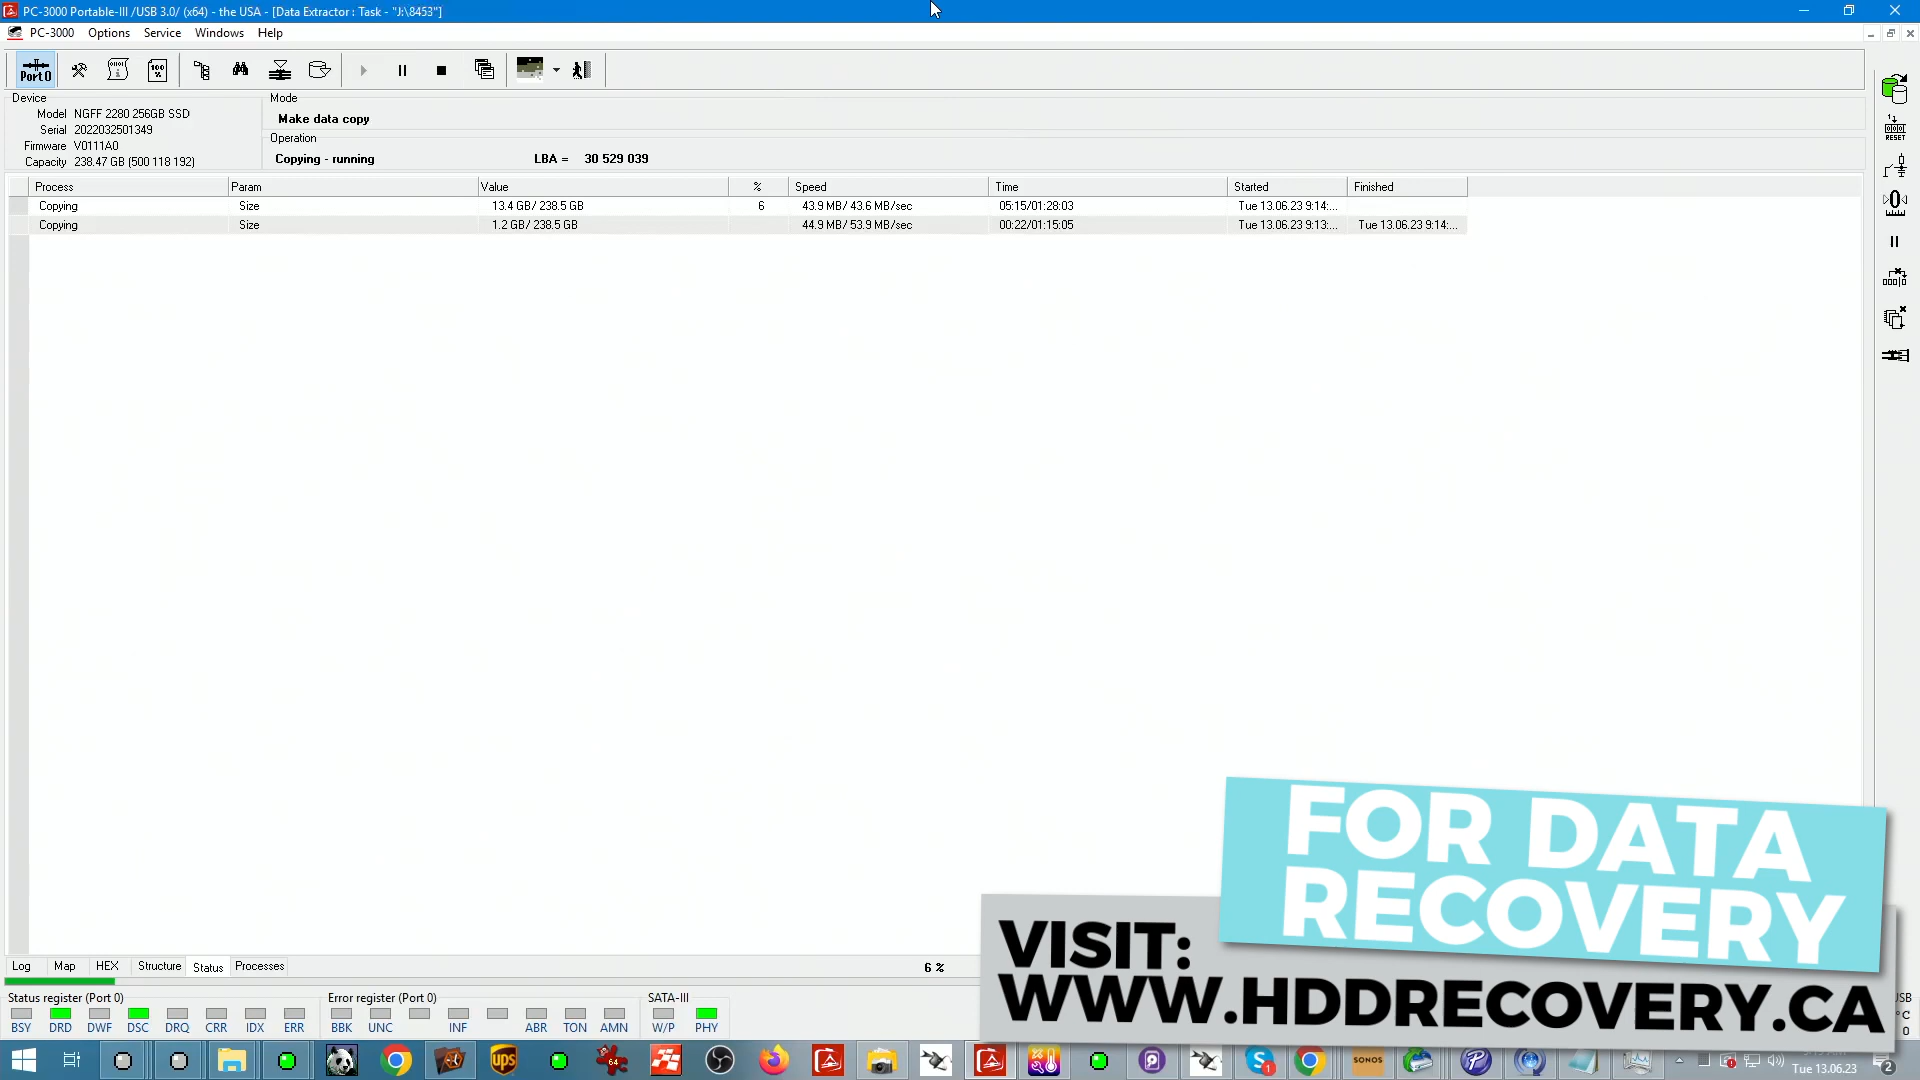 PC-3000 Portable-III /USB 3.0/ (x64) - the USA - [Data Extractor : Task - "J:\8453"]
PC-3000 Options Service Windows Help
Port 0
100 %
Device
Model NGFF 2280 256GB SSD
Serial 2022032501349
Firmware V0111A0
Capacity 238.47 GB (500 118 192)
Mode
Make data copy
Operation
Copying - running LBA = 30 529 039
RESET
Process Param Value % Speed Time Started Finished
Copying Size 13.4 GB/ 238.5 GB 6 43.9 MB/ 43.6 MB/sec 05:15/01:28:03 Tue 13.06.23 9:14:...
Copying Size 1.2 GB/ 238.5 GB 44.9 MB/ 53.9 MB/sec 00:22/01:15:05 Tue 13.06.23 9:13:... Tue 13.06.23 9:14:...
FOR DATA
RECOVERY
VISIT:
WWW.HDDRECOVERY.CA
Log Map HEX Structure Status Processes 6 %
Status register (Port 0) Error register (Port 0) SATA-III
BSY DRD DWF DSC DRQ CRR IDX ERR BBK UNC INF ABR TON AMN W/P PHY
ups
64
SONOS
1
Tue 13.06.23
2